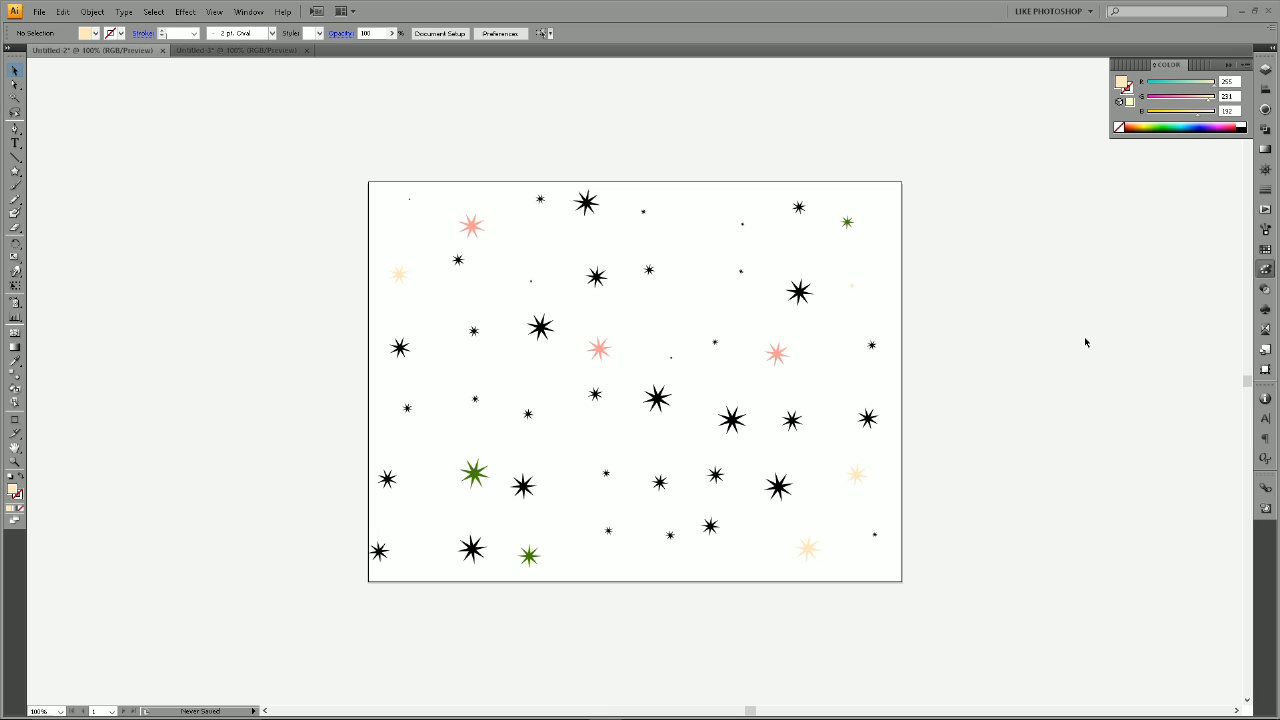 Ai File Edit Object Type Select Effect View Window Help Br LIKE PHOTOSHOP
No Selection Stroke: 2 pt. Oval Style: Opacity: 100 % Document Setup Preferences
Untitled-2* @ 100% (RGB/Preview) × Untitled-3* @ 100% (RGB/Preview) ×
COLOR
R 255
G 231
B 192
100% 1 Never Saved